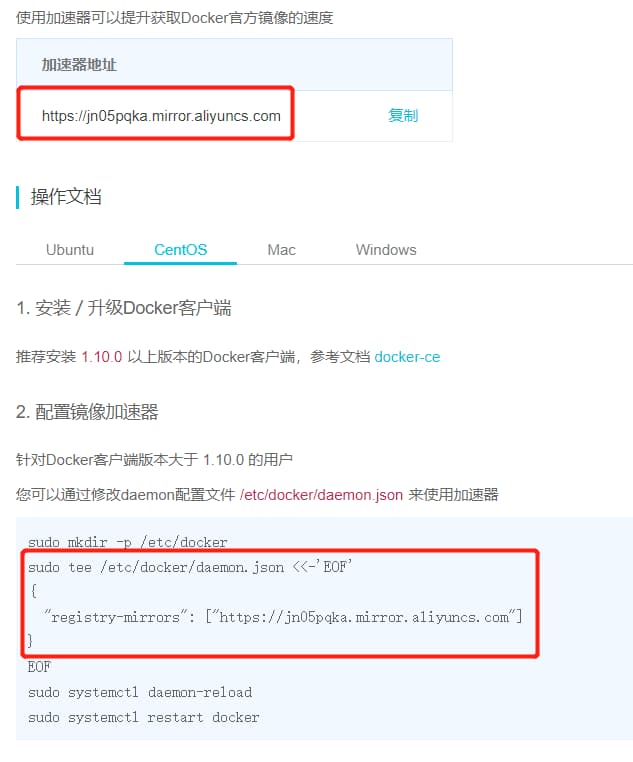 使用加速器可以提升获取Docker官方镜像的速度
加速器地址
https://jn05pqka.mirror.aliyuncs.com 复制
操作文档
Ubuntu CentOS Mac Windows
1. 安装 / 升级Docker客户端
推荐安装 1.10.0 以上版本的Docker客户端，参考文档 docker-ce
2. 配置镜像加速器
针对Docker客户端版本大于 1.10.0 的用户
您可以通过修改daemon配置文件 /etc/docker/daemon.json 来使用加速器
sudo mkdir -p /etc/docker
sudo tee /etc/docker/daemon.json <<-'EOF'
{
"registry-mirrors": ["https://jn05pqka.mirror.aliyuncs.com"]
}
EOF
sudo systemctl daemon-reload
sudo systemctl restart docker